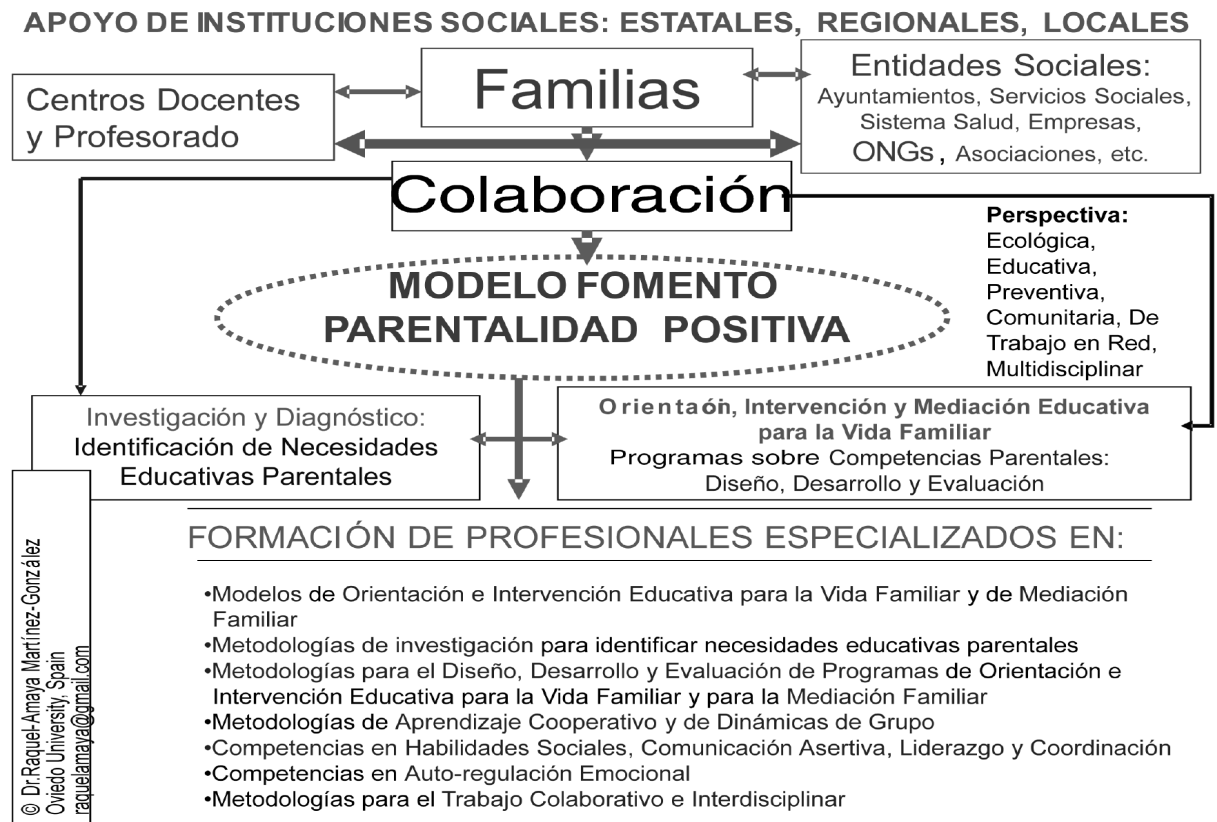 APOYO DE INSTITUCIONES SOCIALES: ESTATALES, REGIONALES, LOCALES
Centros Docentes
y Profesorado
Familias
Entidades Sociales:
Ayuntamientos, Servicios Sociales,
Sistema Salud, Empresas,
ONGs, Asociaciones, etc.
Colaboración
Perspectiva:
Ecológica,
Educativa,
Preventiva,
Comunitaria, De
Trabajo en Red,
Multidisciplinar
MODELO FOMENTO
PARENTALIDAD POSITIVA
Investigación y Diagnóstico:
Identificación de Necesidades
Educativas Parentales
Orientaón, Intervención y Mediación Educativa
para la Vida Familiar
Programas sobre Competencias Parentales:
Diseño, Desarrollo y Evaluación
FORMACIÓN DE PROFESIONALES ESPECIALIZADOS EN:
•Modelos de Orientación e Intervención Educativa para la Vida Familiar y de Mediación
Familiar
•Metodologías de investigación para identificar necesidades educativas parentales
•Metodologías para el Diseño, Desarrollo y Evaluación de Programas de Orientación e
Intervención Educativa para la Vida Familiar y para la Mediación Familiar
•Metodologías de Aprendizaje Cooperativo y de Dinámicas de Grupo
•Competencias en Habilidades Sociales, Comunicación Asertiva, Liderazgo y Coordinación
•Competencias en Auto-regulación Emocional
•Metodologías para el Trabajo Colaborativo e Interdisciplinar
© Dr.Raquel-Amaya Martínez-González
Oviedo University, Spain
raquelamaya@gmail.com